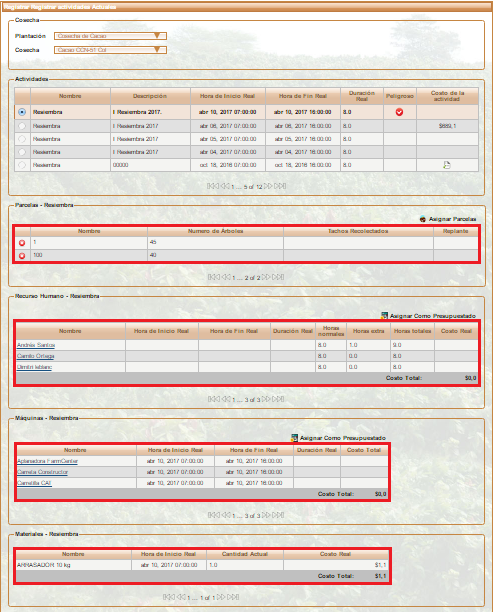 Registrar Registrar actividades Actuales
Cosecha
Plantación Cosecha de Cacao
Cosecha Cacao CCN-51 Col
Actividades
Nombre Descripción Hora de Inicio Real Hora de Fin Real Duración Real Peligroso Costo de la actividad
Resiembra I Resiembra 2017. abr 10, 2017 07:00:00 abr 10, 2017 16:00:00 8.0
Resiembra I Resiembra 2017 abr 06, 2017 07:00:00 abr 06, 2017 16:00:00 8.0 $689,1
Resiembra I Resiembra 2017 abr 05, 2017 07:00:00 abr 05, 2017 16:00:00 8.0
Resiembra I Resiembra 2017 abr 04, 2017 07:00:00 abr 04, 2017 16:00:00 8.0
Resiembra 00000 oct 18, 2016 07:00:00 oct 18, 2016 16:00:00 8.0
1 ... 5 of 12
Parcelas - Resiembra
Asignar Parcelas
Nombre Numero de Árboles Tachos Recolectados Replante
1 45
100 40
1 ... 2 of 2
Recurso Humano - Resiembra
Asignar Como Presupuestado
Nombre Hora de Inicio Real Hora de Fin Real Duración Real Horas normales Horas extra Horas totales Costo Real
Andrés Santos 8.0 1.0 9.0
Camilo Ortega 8.0 0.0 8.0
Dimitri leblanc 8.0 0.0 8.0
Costo Total: $0,0
1 ... 3 of 3
Máquinas - Resiembra
Asignar Como Presupuestado
Nombre Hora de Inicio Real Hora de Fin Real Duración Real Costo Total
Aplanadora FarmCenter abr 10, 2017 07:00:00 abr 10, 2017 16:00:00
Carreta Constructor abr 10, 2017 07:00:00 abr 10, 2017 16:00:00
Carretilla CAT abr 10, 2017 07:00:00 abr 10, 2017 16:00:00
Costo Total: $0,0
1 ... 3 of 3
Materiales - Resiembra
Nombre Hora de Inicio Real Cantidad Actual Costo Real
ARRASADOR 10 kg abr 10, 2017 07:00:00 1.0 $1,1
Costo Total: $1,1
1 ... 1 of 1